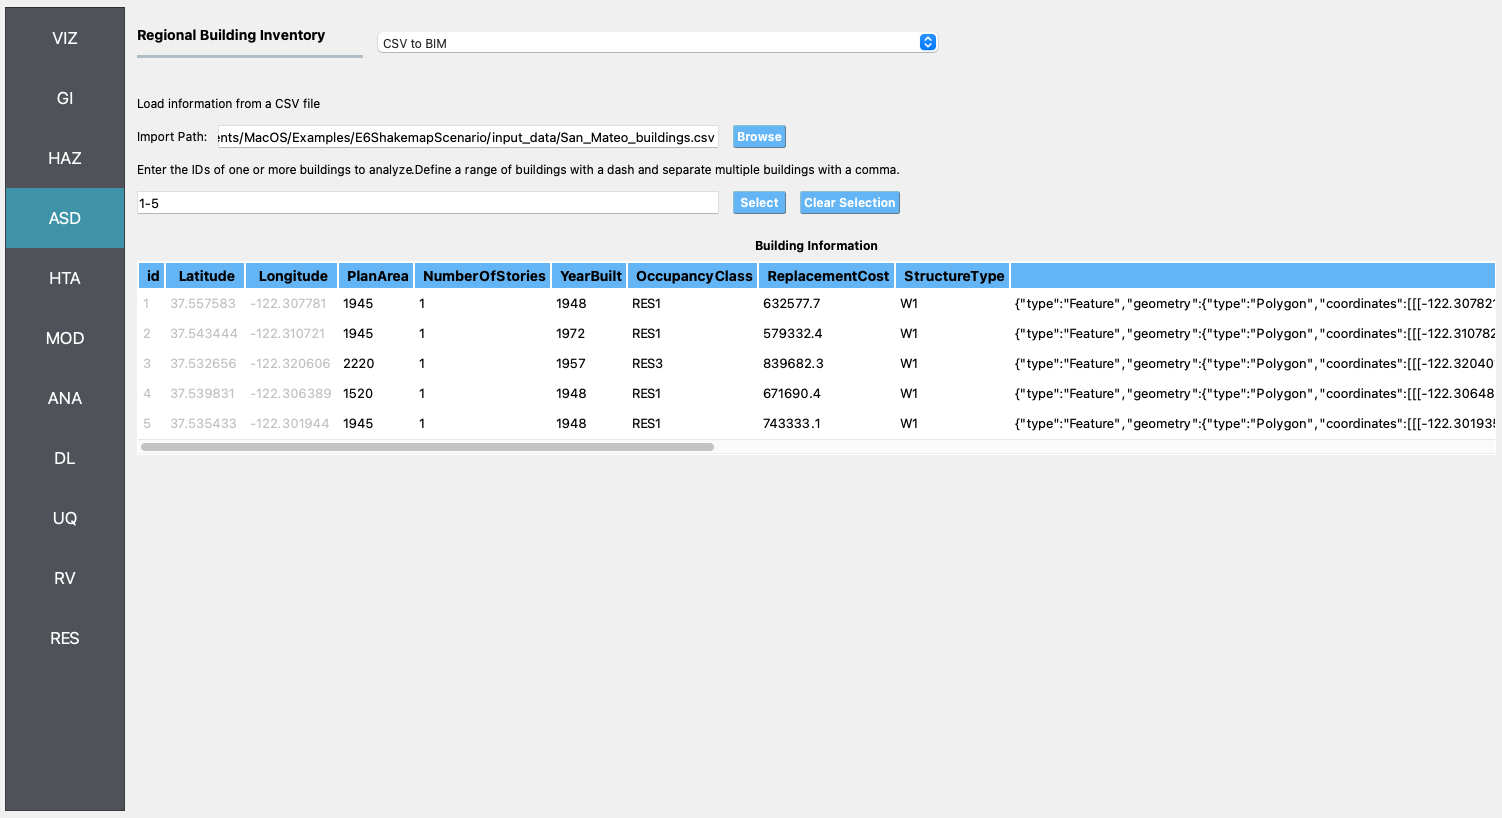 VIZ
GI
HAZ
ASD
HTA
MOD
ANA
DL
UQ
RV
RES
Regional Building Inventory
CSV to BIM
Load information from a CSV file
Import Path: ents/MacOS/Examples/E6ShakemapScenario/input_data/San_Mateo_buildings.csv Browse
Enter the IDs of one or more buildings to analyze.Define a range of buildings with a dash and separate multiple buildings with a comma.
1-5 Select Clear Selection
Building Information
id Latitude Longitude PlanArea NumberOfStories YearBuilt OccupancyClass ReplacementCost StructureType
1 37.557583 -122.307781 1945 1 1948 RES1 632577.7 W1 {"type":"Feature","geometry":{"type":"Polygon","coordinates":[[[-122.307821
2 37.543444 -122.310721 1945 1 1972 RES1 579332.4 W1 {"type":"Feature","geometry":{"type":"Polygon","coordinates":[[[-122.310782
3 37.532656 -122.320606 2220 1 1957 RES3 839682.3 W1 {"type":"Feature","geometry":{"type":"Polygon","coordinates":[[[-122.32040
4 37.539831 -122.306389 1520 1 1948 RES1 671690.4 W1 {"type":"Feature","geometry":{"type":"Polygon","coordinates":[[[-122.30648
5 37.535433 -122.301944 1945 1 1948 RES1 743333.1 W1 {"type":"Feature","geometry":{"type":"Polygon","coordinates":[[[-122.301935